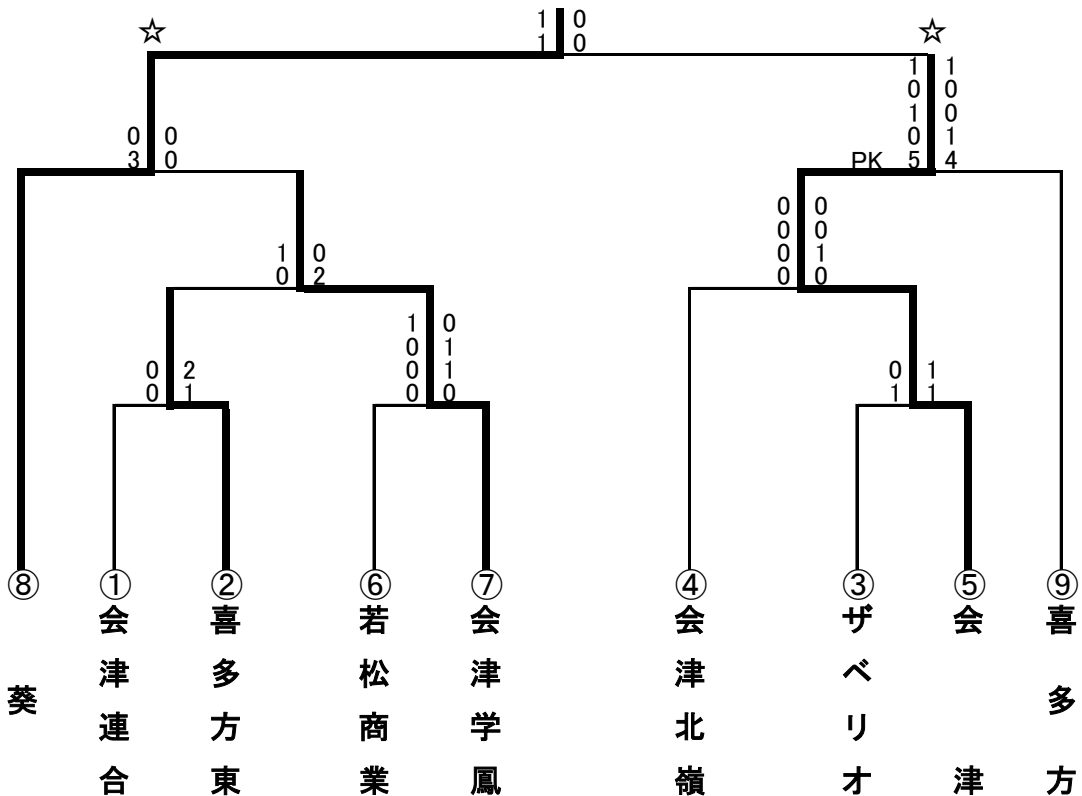 1 0
☆ ☆
1 0
1 1
0 0
1 0
0 0 0 1
3 0 PK 5 4
0 0
0 0
1 0 0 1
0 2 0 0
1 0
0 1
0 2 0 1 0 1
0 1 0 0 1 1
⑧ ① ② ⑥ ⑦ ④ ③ ⑤ ⑨
葵
会津連合
喜多方東
若松商業
会津学鳳
会津北嶺
ザベリオ
会津
喜多方